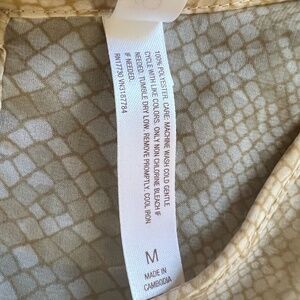 100% POLYESTER. CARE: MACHINE WASH COLD GENTLE
CYCLE WITH LIKE COLORS. ONLY NON CHLORINE BLEACH IF
NEEDED. TUMBLE DRY LOW. REMOVE PROMPTLY. COOL IRON
IF NEEDED.
RN17730 VN3187784
M
MADE IN
CAMBODIA